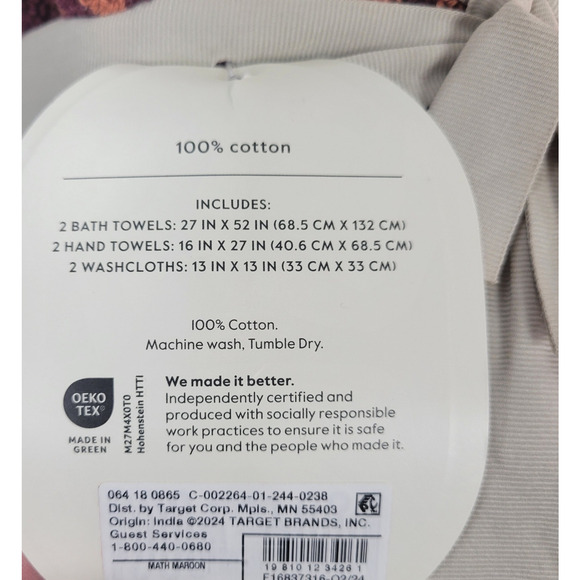 100% cotton
INCLUDES:
2 BATH TOWELS: 27 IN X 52 IN (68.5 CM X 132 CM)
2 HAND TOWELS: 16 IN X 27 IN (40.6 CM X 68.5 CM)
2 WASHCLOTHS: 13 IN X 13 IN (33 CM X 33 CM)
100% Cotton.
Machine wash, Tumble Dry.
OEKO
TEX®
MADE IN
GREEN
M27M4X0T0
Hohenstein HTTI
We made it better.
Independently certified and
produced with socially responsible
work practices to ensure it is safe
for you and the people who made it.
064 18 0865 C-002264-01-244-0238
Dist. by Target Corp. Mpls., MN 55403
Origin: India ©2024 TARGET BRANDS, INC.
Guest Services
1-800-440-0680
MATH MAROON
19 810 12 3426 1